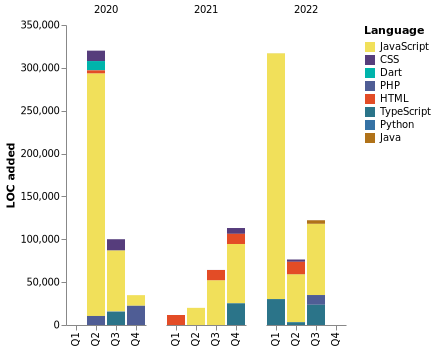 2020 2021 2022
350,000
300,000
250,000
200,000
150,000
100,000
50,000
0
LOC added
Q1 Q2 Q3 Q4 Q1 Q2 Q3 Q4 Q1 Q2 Q3 Q4
Language
JavaScript
CSS
Dart
PHP
HTML
TypeScript
Python
Java